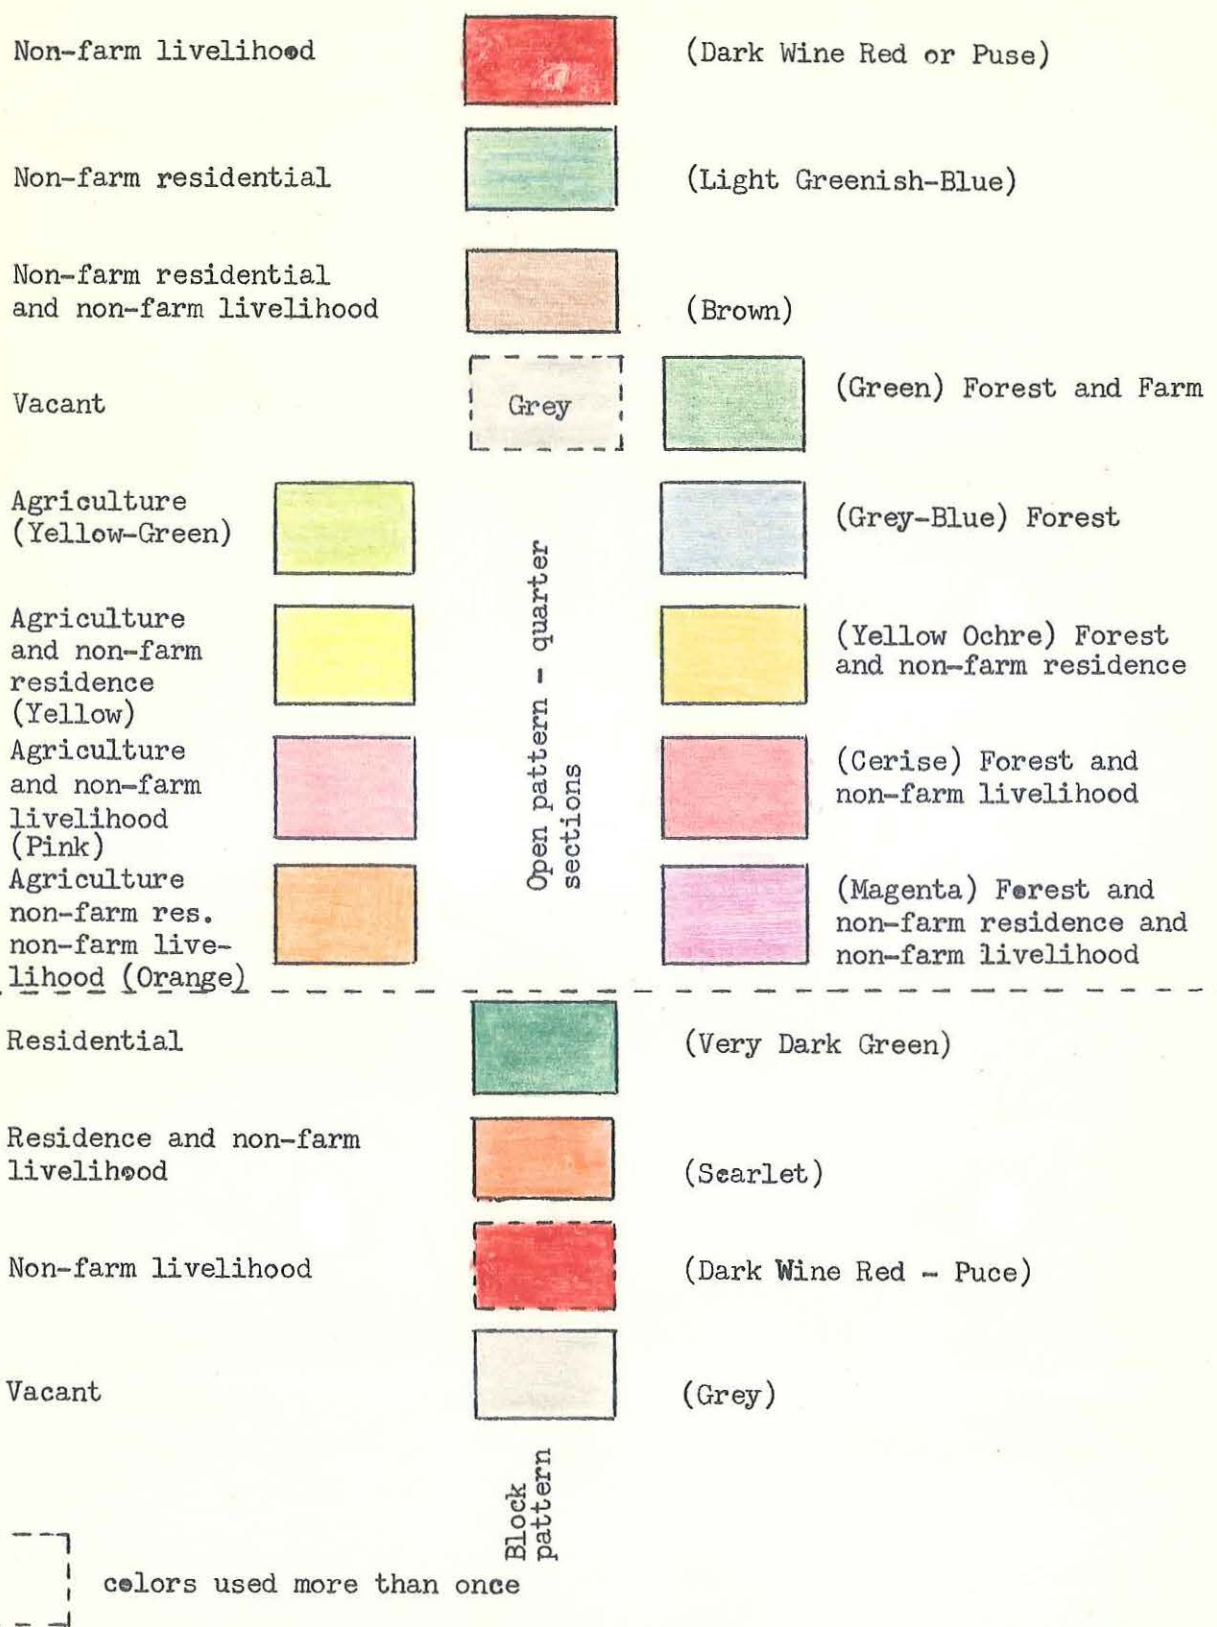 Non-farm livelihood
(Dark Wine Red or Puse)
Non-farm residential
(Light Greenish-Blue)
Non-farm residential
and non-farm livelihood
(Brown)
Vacant
Grey
(Green) Forest and Farm
Agriculture
(Yellow-Green)
(Grey-Blue) Forest
Agriculture
and non-farm
residence
(Yellow)
(Yellow Ochre) Forest
and non-farm residence
Agriculture
and non-farm
livelihood
(Pink)
(Cerise) Forest and
non-farm livelihood
Agriculture
non-farm res.
non-farm live-
lihood (Orange)
(Magenta) Forest and
non-farm residence and
non-farm livelihood
Open pattern - quarter
sections
Residential
(Very Dark Green)
Residence and non-farm
livelihood
(Scarlet)
Non-farm livelihood
(Dark Wine Red - Puce)
Vacant
(Grey)
Block
pattern
colors used more than once